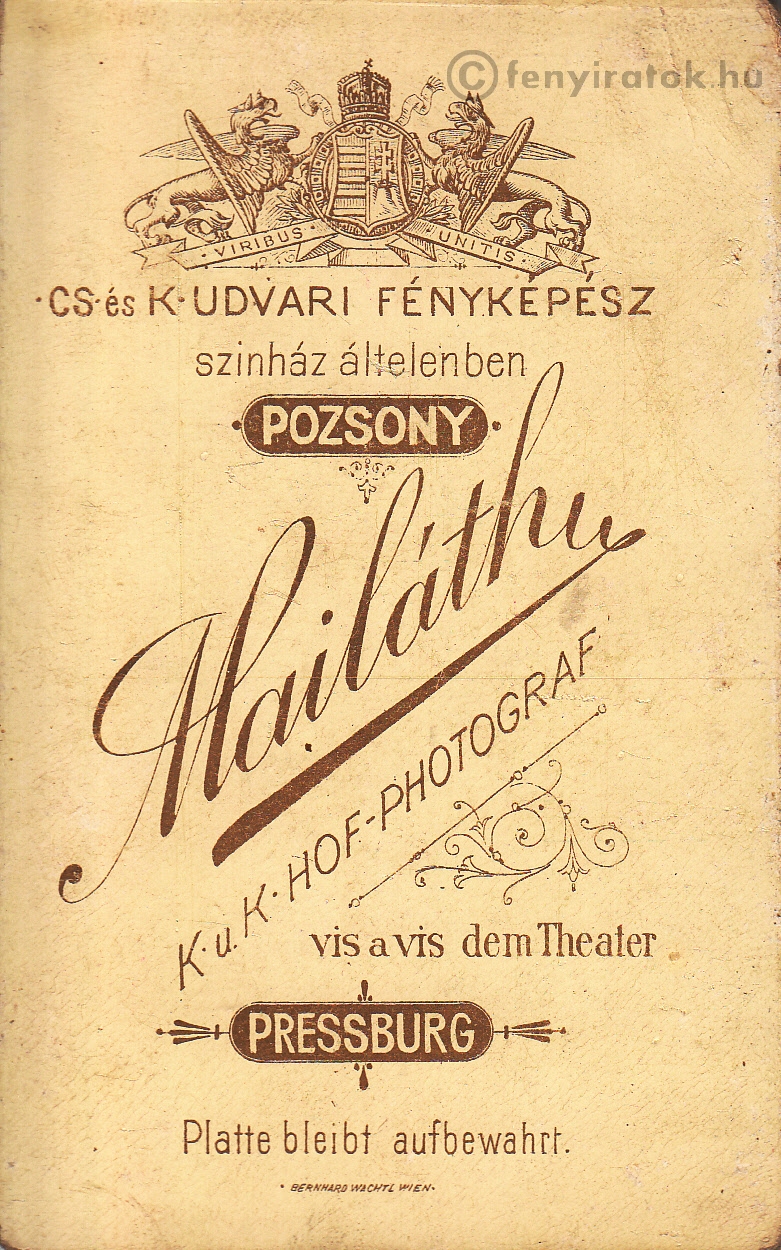 ©fenyiratok.hu
·VIRIBUS· UNITIS·
·CS·és K·UDVARI FÉNYKÉPÉSZ
szinház áltelenben
·POZSONY·
Mailáth
K·u.K·HOF-PHOTOGRAF
vis a vis dem Theater
PRESSBURG
Platte bleibt aufbewahrt.
·BERNHARD WACHTL WIEN·